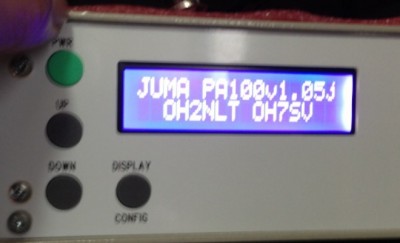 PWR
JUMA PA100v1.05j
OH2NLT OH7SV
UP
DOWN
DISPLAY
CONFIG